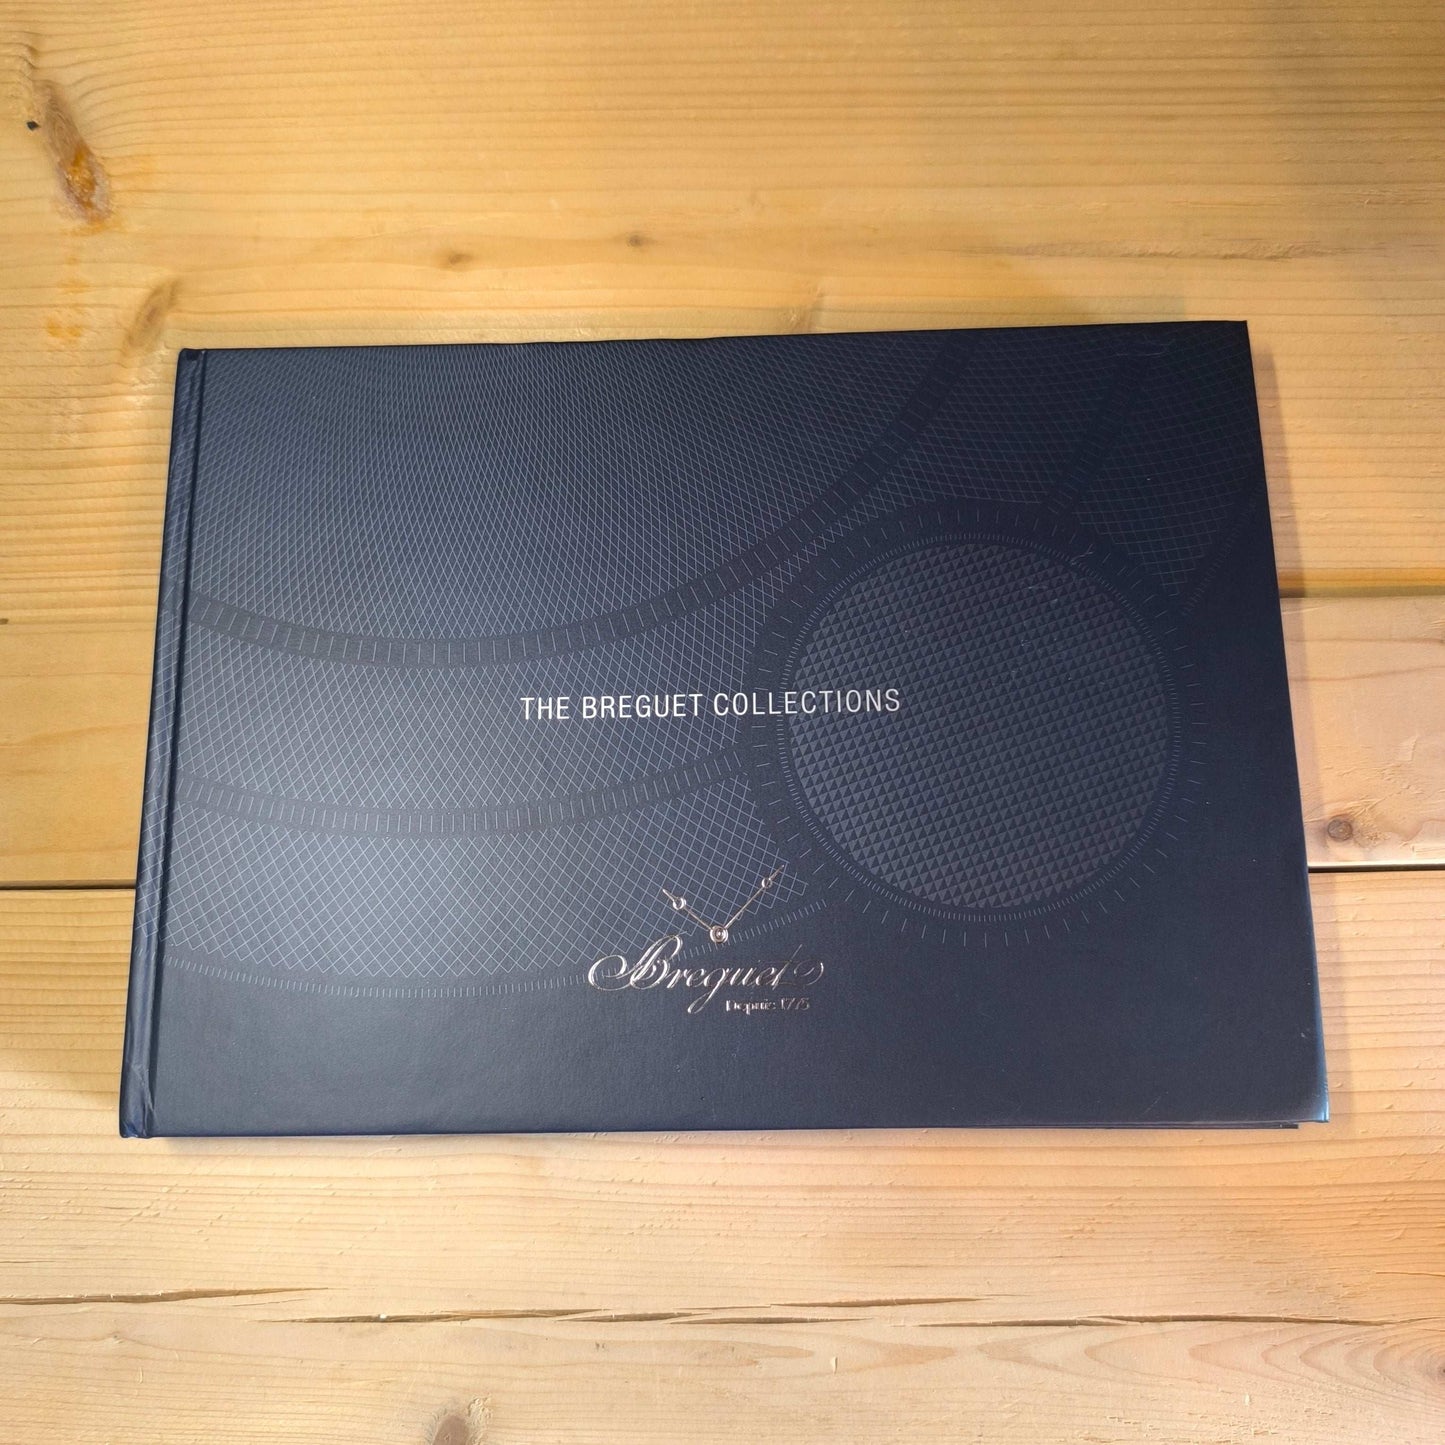 THE BREGUET COLLECTIONS
Breguet
Depuis 1775